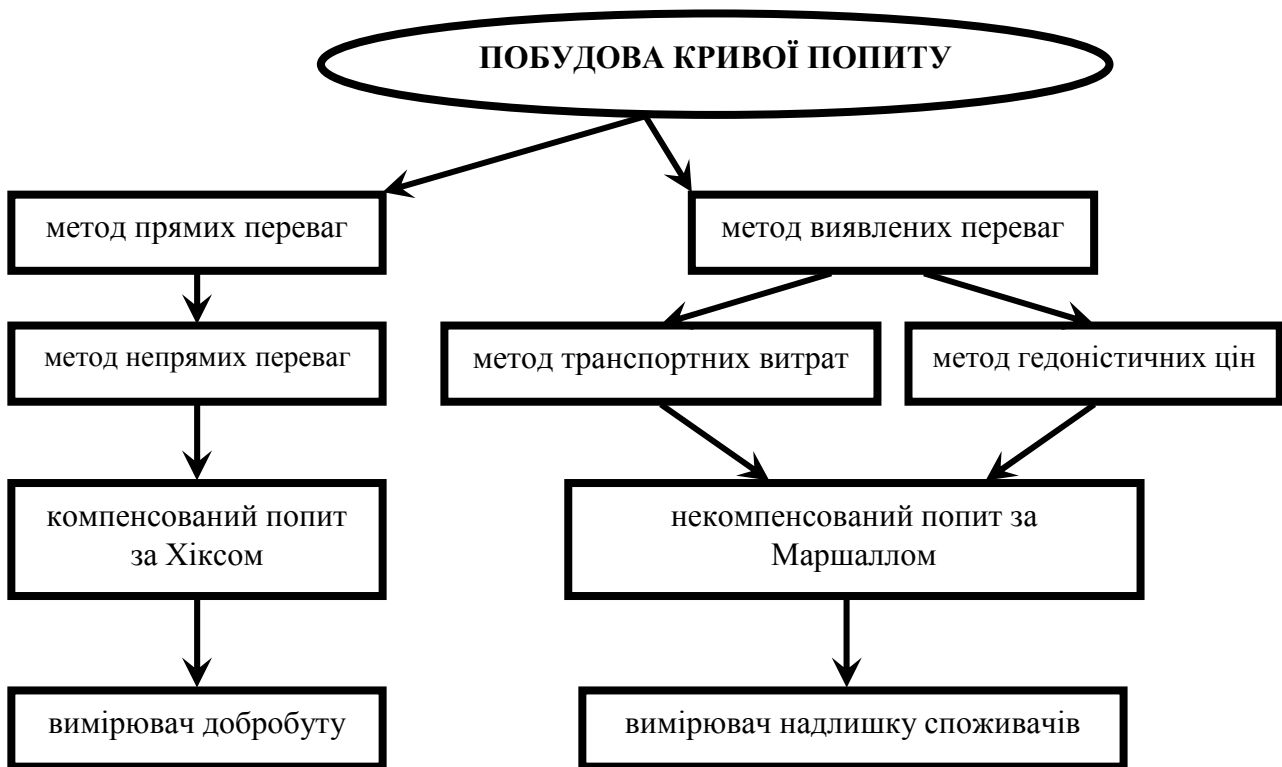 ПОБУДОВА КРИВОЇ ПОПИТУ
метод прямих переваг
метод виявлених переваг
метод непрямих переваг
метод транспортних витрат
метод гедоністичних цін
компенсований попит
за Хіксом
некомпенсований попит за
Маршаллом
вимірювач добробуту
вимірювач надлишку споживачів